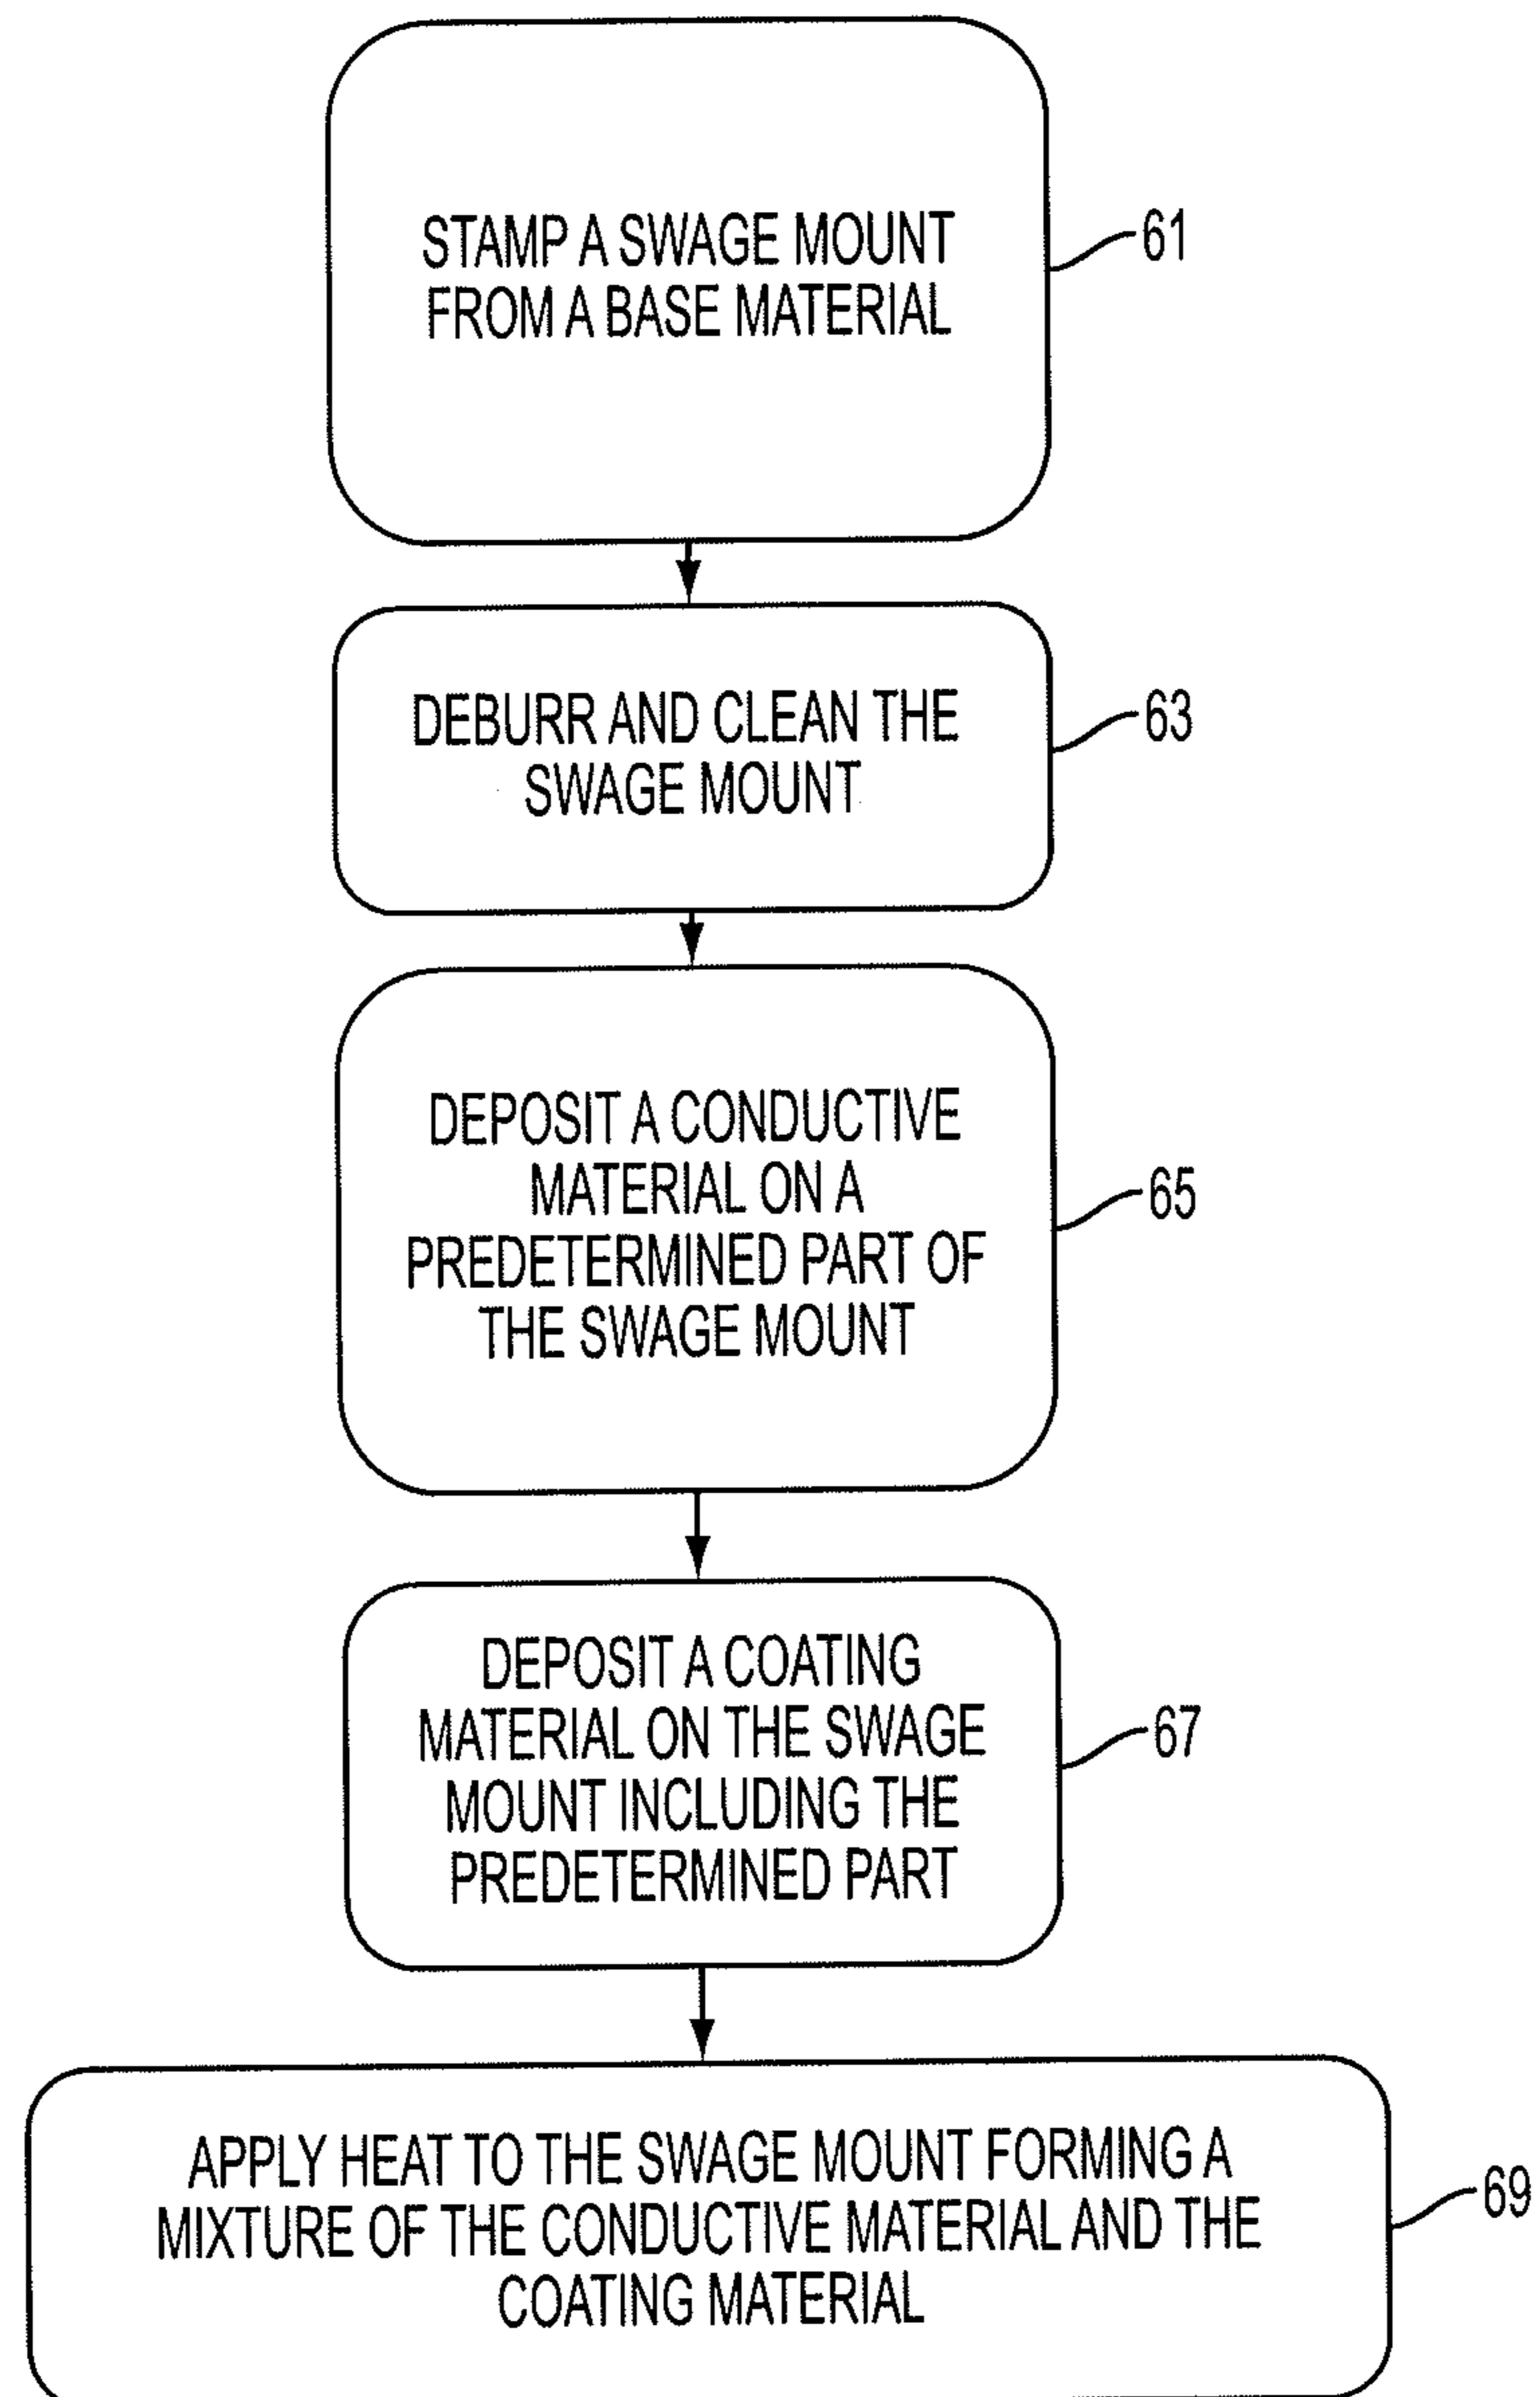 STAMP A SWAGE MOUNT
FROM A BASE MATERIAL
61
DEBURR AND CLEAN THE
SWAGE MOUNT
63
DEPOSIT A CONDUCTIVE
MATERIAL ON A
PREDETERMINED PART OF
THE SWAGE MOUNT
65
DEPOSIT A COATING
MATERIAL ON THE SWAGE
MOUNT INCLUDING THE
PREDETERMINED PART
67
APPLY HEAT TO THE SWAGE MOUNT FORMING A
MIXTURE OF THE CONDUCTIVE MATERIAL AND THE
COATING MATERIAL
69